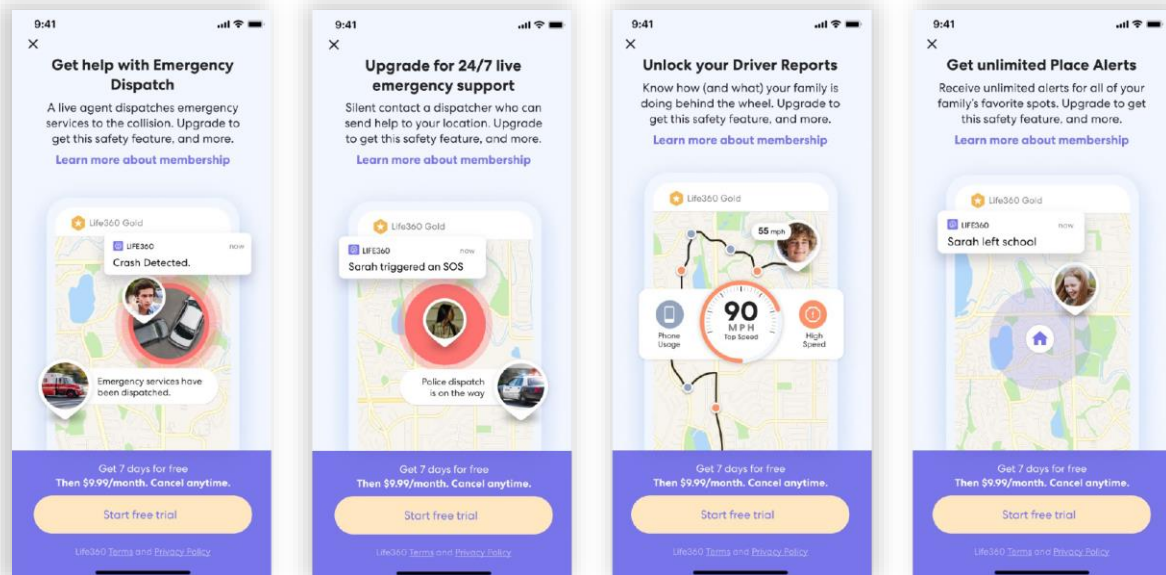 9:41
Get help with Emergency
Dispatch
A live agent dispatches emergency
services to the collision. Upgrade to
get this safety feature, and more.
Learn more about membership
Life360 Gold
LIFE360 now
Crash Detected.
Emergency services have
been dispatched.
Get 7 days for free
Then $9.99/month. Cancel anytime.
Start free trial
Life360 Terms and Privacy Policy
9:41
Upgrade for 24/7 live
emergency support
Silent contact a dispatcher who can
send help to your location. Upgrade
to get this safety feature, and more.
Learn more about membership
Life360 Gold
LIFE360 now
Sarah triggered an SOS
Police dispatch
is on the way
Get 7 days for free
Then $9.99/month. Cancel anytime.
Start free trial
Life360 Terms and Privacy Policy
9:41
Unlock your Driver Reports
Know how (and what) your family is
doing behind the wheel. Upgrade to
get this safety feature, and more.
Learn more about membership
Life360 Gold
55 mph
Phone
Usage
90
MPH
Top Speed
High
Speed
Get 7 days for free
Then $9.99/month. Cancel anytime.
Start free trial
Life360 Terms and Privacy Policy
9:41
Get unlimited Place Alerts
Receive unlimited alerts for all of your
family's favorite spots. Upgrade to get
this safety feature, and more.
Learn more about membership
Life360 Gold
LIFE360 now
Sarah left school
Get 7 days for free
Then $9.99/month. Cancel anytime.
Start free trial
Life360 Terms and Privacy Policy